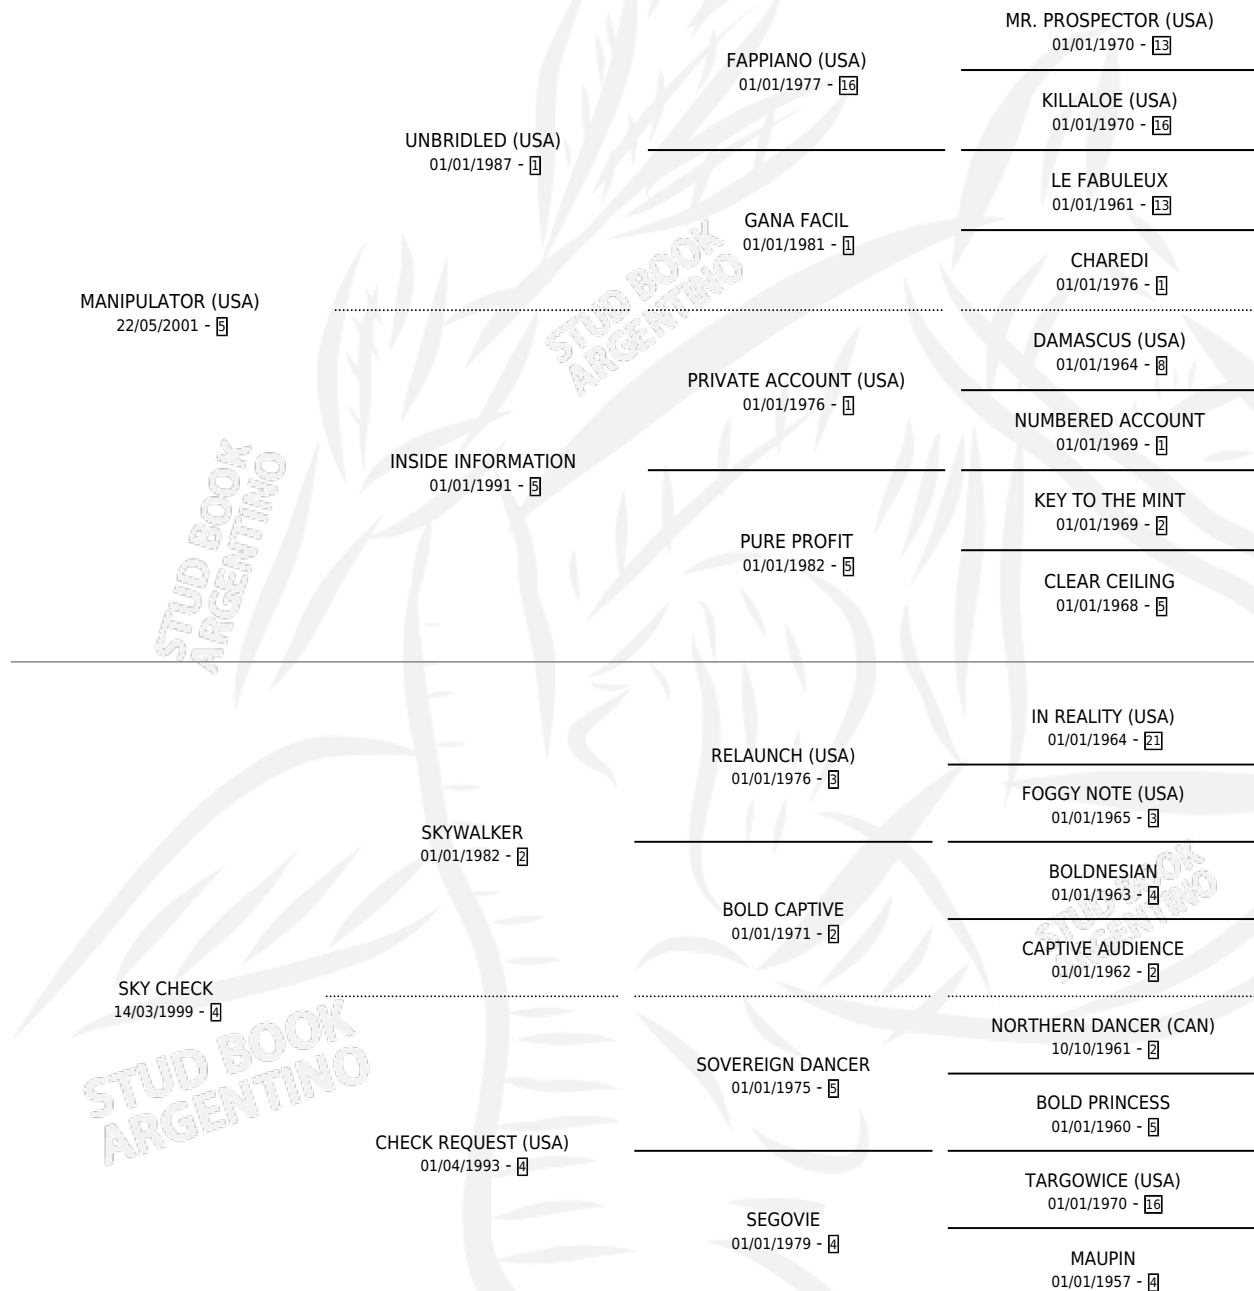 MR. PROSPECTOR (USA)
01/01/1970 - 13
FAPPIANO (USA)
01/01/1977 - 16
KILLALOE (USA)
01/01/1970 - 16
UNBRIDLED (USA)
01/01/1987 - 1
LE FABULEUX
01/01/1961 - 13
GANA FACIL
01/01/1981 - 1
CHAREDI
01/01/1976 - 1
MANIPULATOR (USA)
22/05/2001 - 5
DAMASCUS (USA)
01/01/1964 - 8
PRIVATE ACCOUNT (USA)
01/01/1976 - 1
NUMBERED ACCOUNT
01/01/1969 - 1
INSIDE INFORMATION
01/01/1991 - 5
KEY TO THE MINT
01/01/1969 - 2
PURE PROFIT
01/01/1982 - 5
CLEAR CEILING
01/01/1968 - 5
IN REALITY (USA)
01/01/1964 - 21
RELAUNCH (USA)
01/01/1976 - 3
FOGGY NOTE (USA)
01/01/1965 - 3
SKYWALKER
01/01/1982 - 2
BOLDNESIAN
01/01/1963 - 4
BOLD CAPTIVE
01/01/1971 - 2
CAPTIVE AUDIENCE
01/01/1962 - 2
SKY CHECK
14/03/1999 - 4
NORTHERN DANCER (CAN)
10/10/1961 - 2
SOVEREIGN DANCER
01/01/1975 - 5
BOLD PRINCESS
01/01/1960 - 5
CHECK REQUEST (USA)
01/04/1993 - 4
TARGOWICE (USA)
01/01/1970 - 16
SEGOVIE
01/01/1979 - 4
MAUPIN
01/01/1957 - 4
STUD BOOK
ARGENTINO
STUD BOOK
ARGENTINO
STUD BOOK
ARGENTINO
STUD BOOK
ARGENTINO